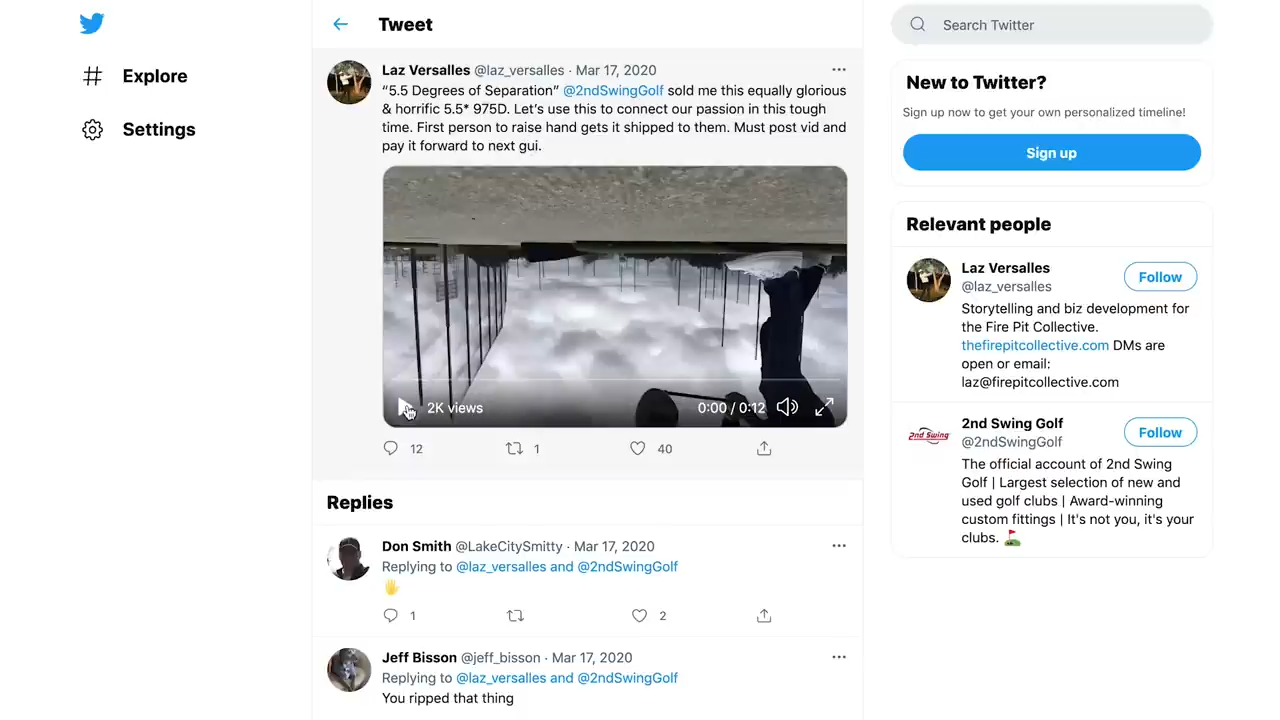 Tweet
Search Twitter
Explore
Settings
Laz Versalles @laz_versalles · Mar 17, 2020
“5.5 Degrees of Separation” @2ndSwingGolf sold me this equally glorious
& horrific 5.5* 975D. Let’s use this to connect our passion in this tough
time. First person to raise hand gets it shipped to them. Must post vid and
pay it forward to next gui.
2K views
0:00 / 0:12
12
1
40
Replies
Don Smith @LakeCitySmitty · Mar 17, 2020
Replying to @laz_versalles and @2ndSwingGolf
🖐
1
2
Jeff Bisson @jeff_bisson · Mar 17, 2020
Replying to @laz_versalles and @2ndSwingGolf
You ripped that thing
New to Twitter?
Sign up now to get your own personalized timeline!
Sign up
Relevant people
Laz Versalles
@laz_versalles
Follow
Storytelling and biz development for
the Fire Pit Collective.
thefirepitcollective.com DMs are
open or email:
laz@firepitcollective.com
2nd Swing
2nd Swing Golf
@2ndSwingGolf
Follow
The official account of 2nd Swing
Golf | Largest selection of new and
used golf clubs | Award-winning
custom fittings | It's not you, it's your
clubs. ⛳